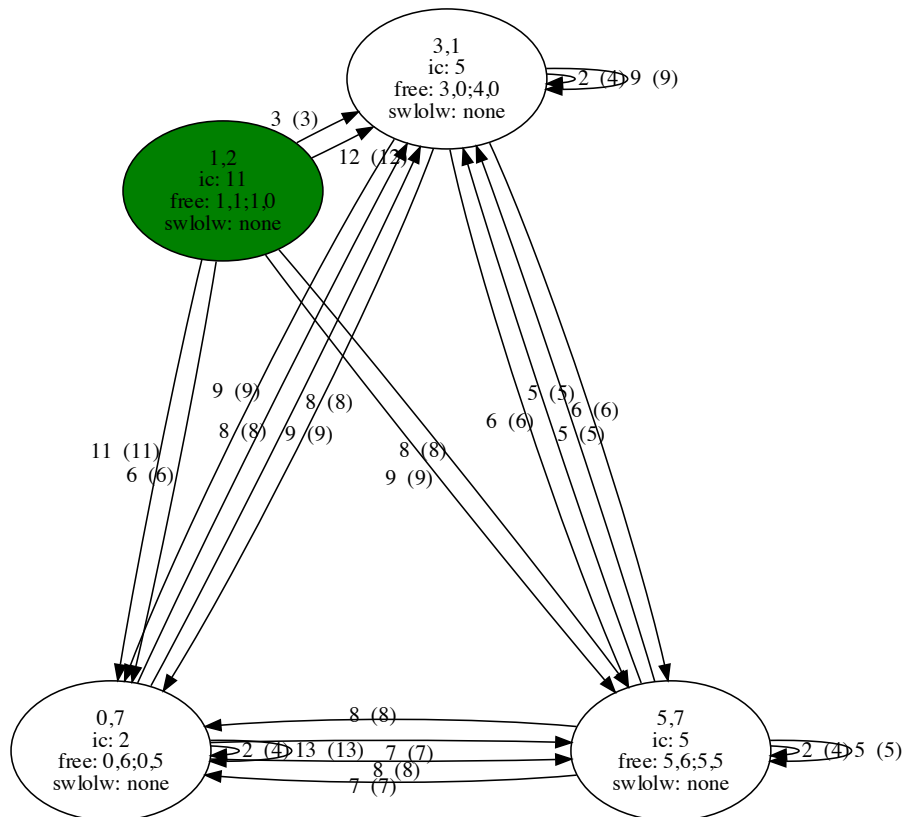 3,1
ic: 5
free: 3,0;4,0
swlolw: none
2 (4)
9 (9)
3 (3)
12 (12)
1,2
ic: 11
free: 1,1;1,0
swlolw: none
9 (9)
8 (8)
5 (5)
6 (6)
6 (6)
8 (8)
9 (9)
5 (5)
11 (11)
8 (8)
6 (6)
9 (9)
0,7
ic: 2
free: 0,6;0,5
swlolw: none
8 (8)
2 (4)
13 (13)
7 (7)
8 (8)
7 (7)
5,7
ic: 5
free: 5,6;5,5
swlolw: none
2 (4)
5 (5)